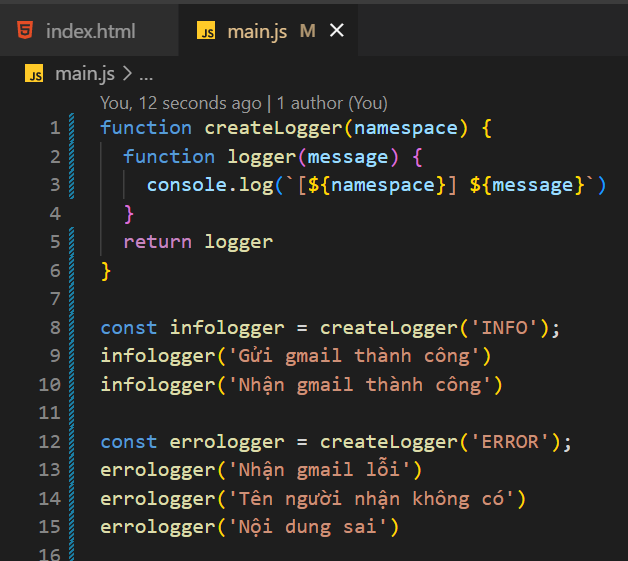 index.html main.js M
JS main.js > ...
You, 12 seconds ago | 1 author (You)
1 function createLogger(namespace) {
2 function logger(message) {
3 console.log(`[${namespace}] ${message}`)
4 }
5 return logger
6 }
7
8 const infologger = createLogger('INFO');
9 infologger('Gửi gmail thành công')
10 infologger('Nhận gmail thành công')
11
12 const errologger = createLogger('ERROR');
13 errologger('Nhận gmail lỗi')
14 errologger('Tên người nhận không có')
15 errologger('Nội dung sai')
16